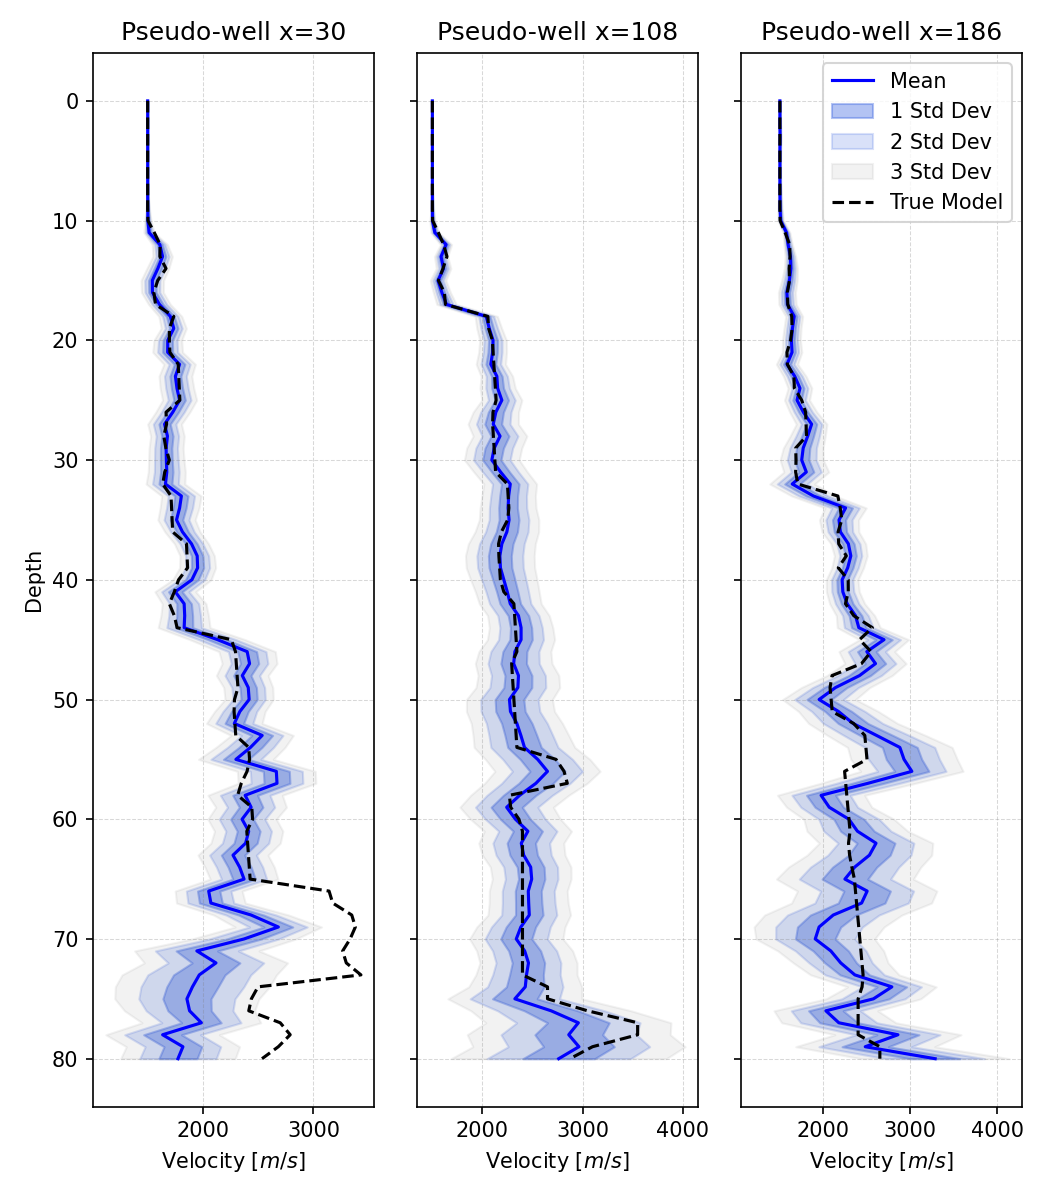 Pseudo-well x=30
Pseudo-well x=108
Pseudo-well x=186
Mean
1 Std Dev
2 Std Dev
3 Std Dev
True Model
Depth
0
10
20
30
40
50
60
70
80
2000 3000
2000 3000 4000
2000 3000 4000
Velocity [m/s]
Velocity [m/s]
Velocity [m/s]